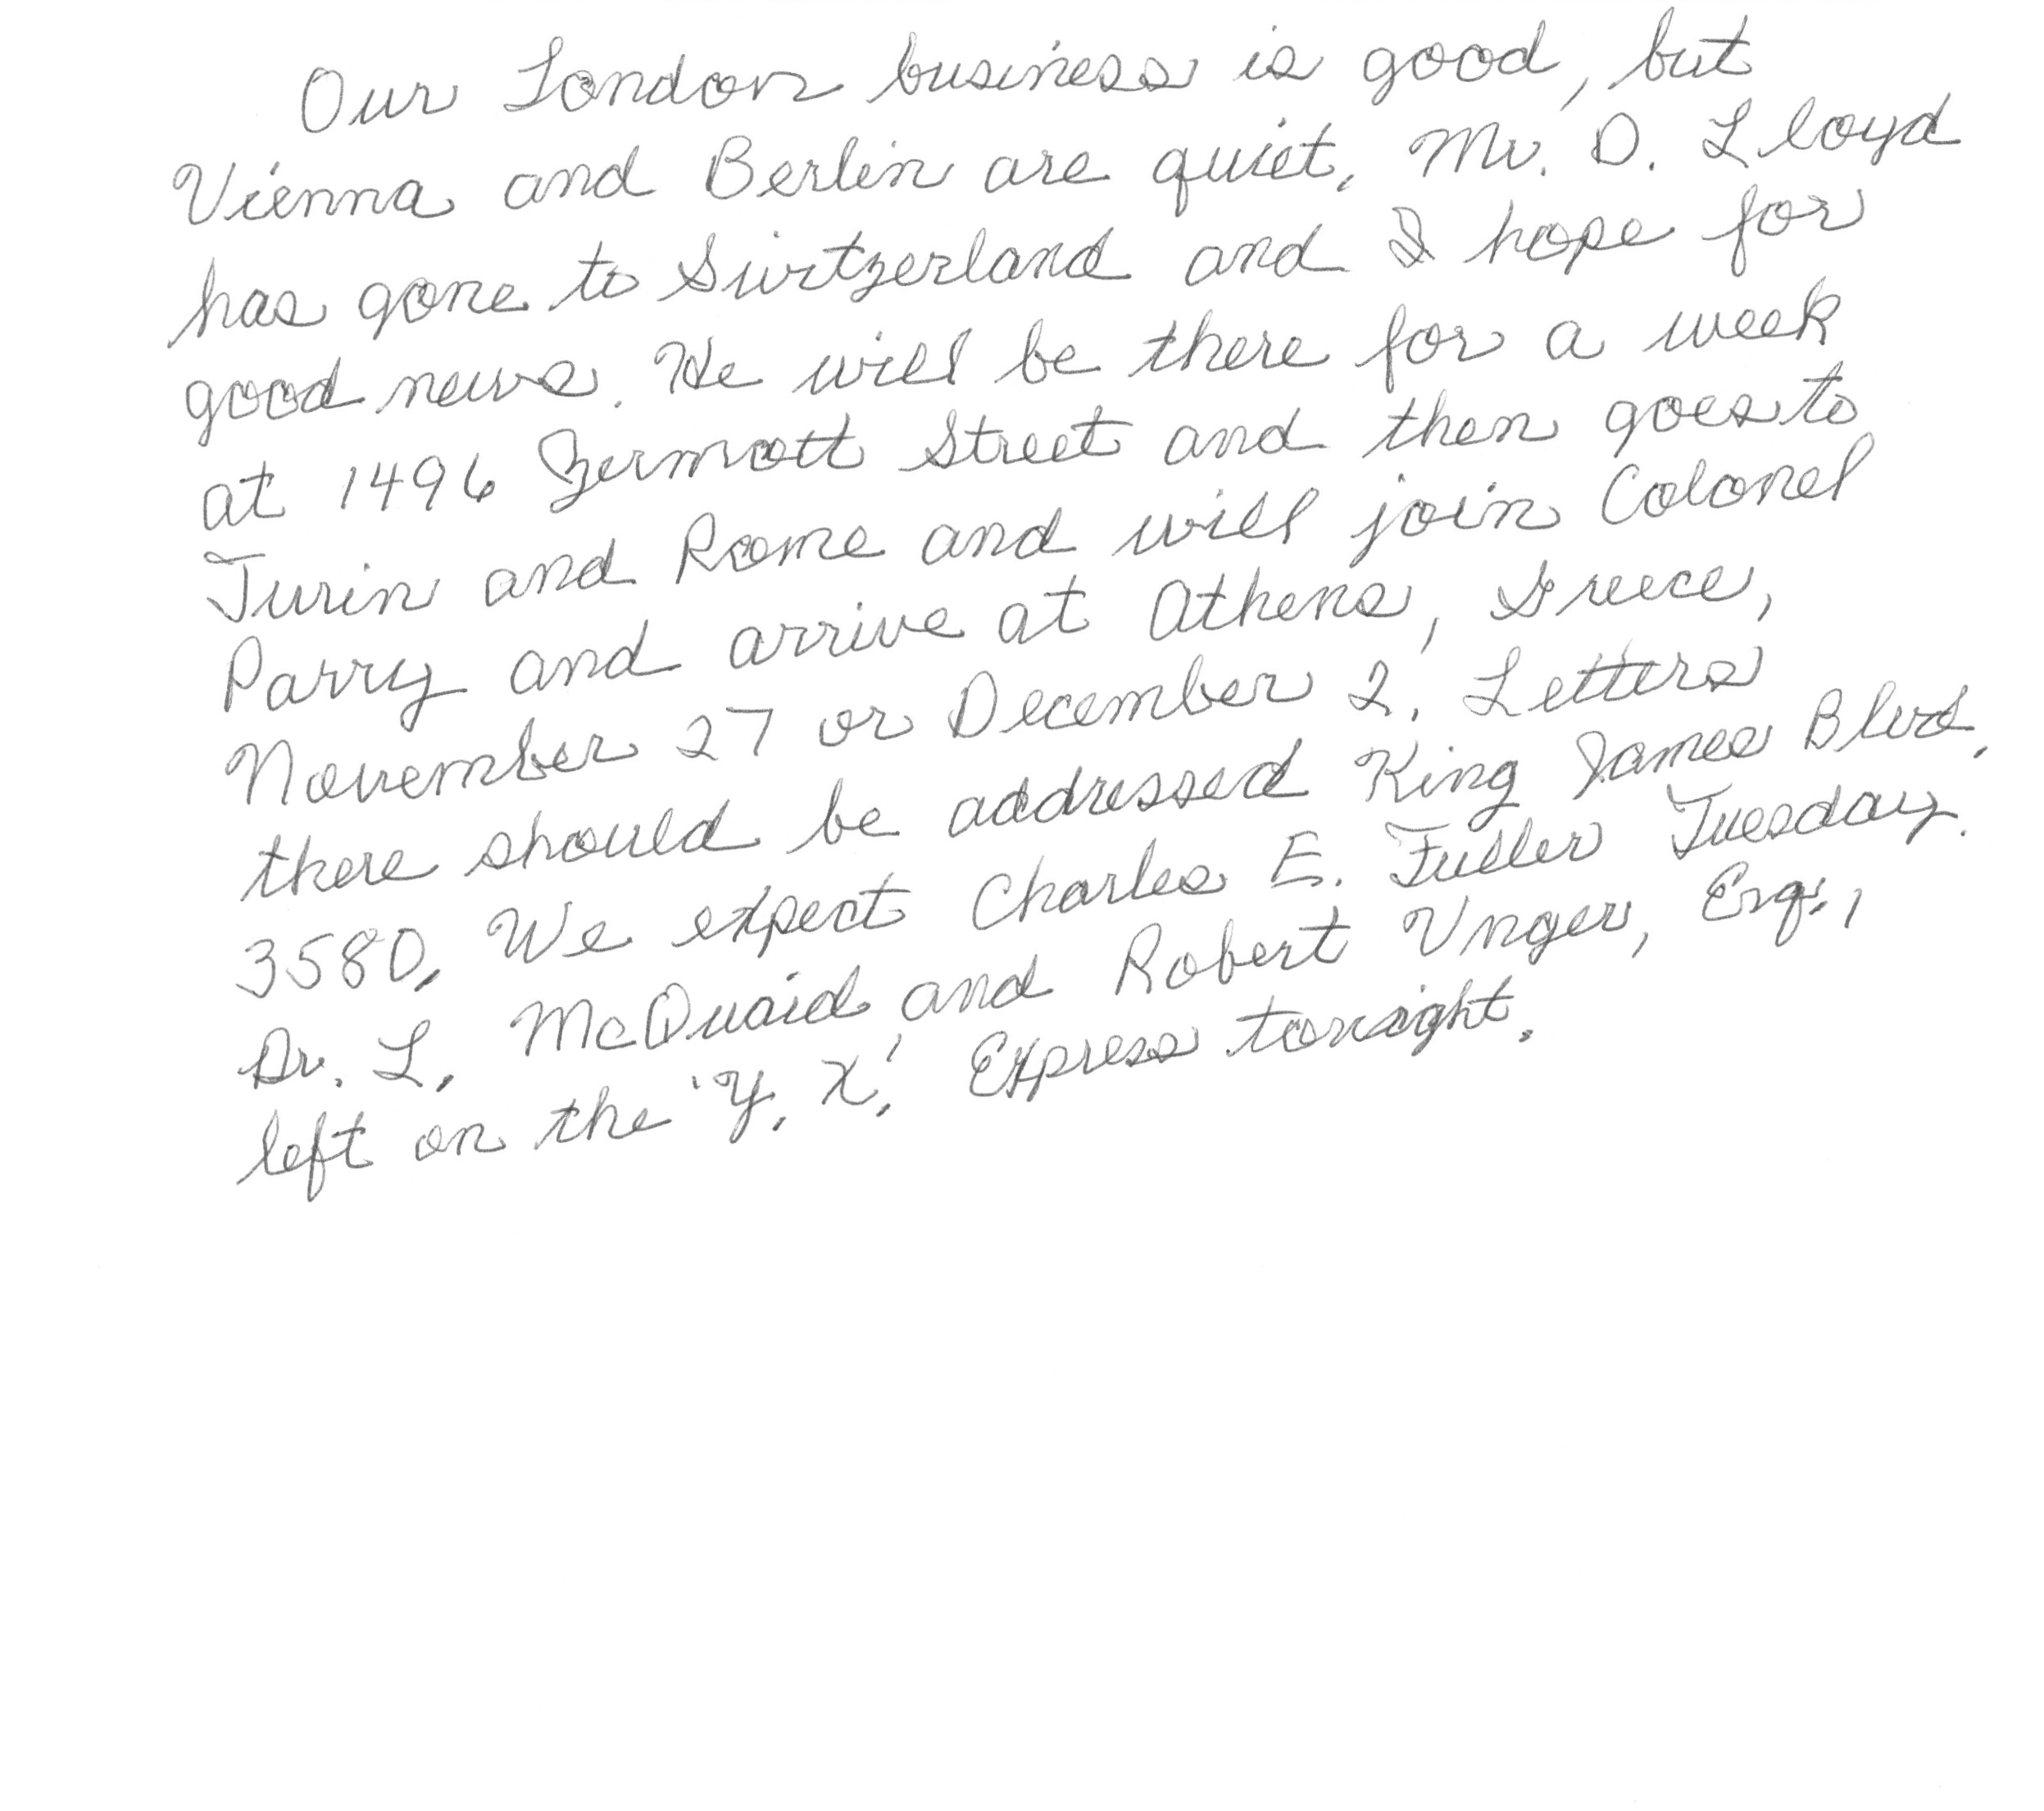 Our London business is good, but
Vienna and Berlin are quiet. Mr. D. Lloyd
has gone to Switzerland and I hope for
good news. He will be there for a week
at 1496 Zermott Street and then goes to
Turin and Rome and will join Colonel
Parry and arrive at Athens, Greece,
November 27 or December 2. Letters
there should be addressed King James Blvd.
3580. We expect Charles E. Fuller Tuesday.
Dr. L. McQuaid and Robert Unger, Esq.,
left on the 'Y. X.' Express tonight.